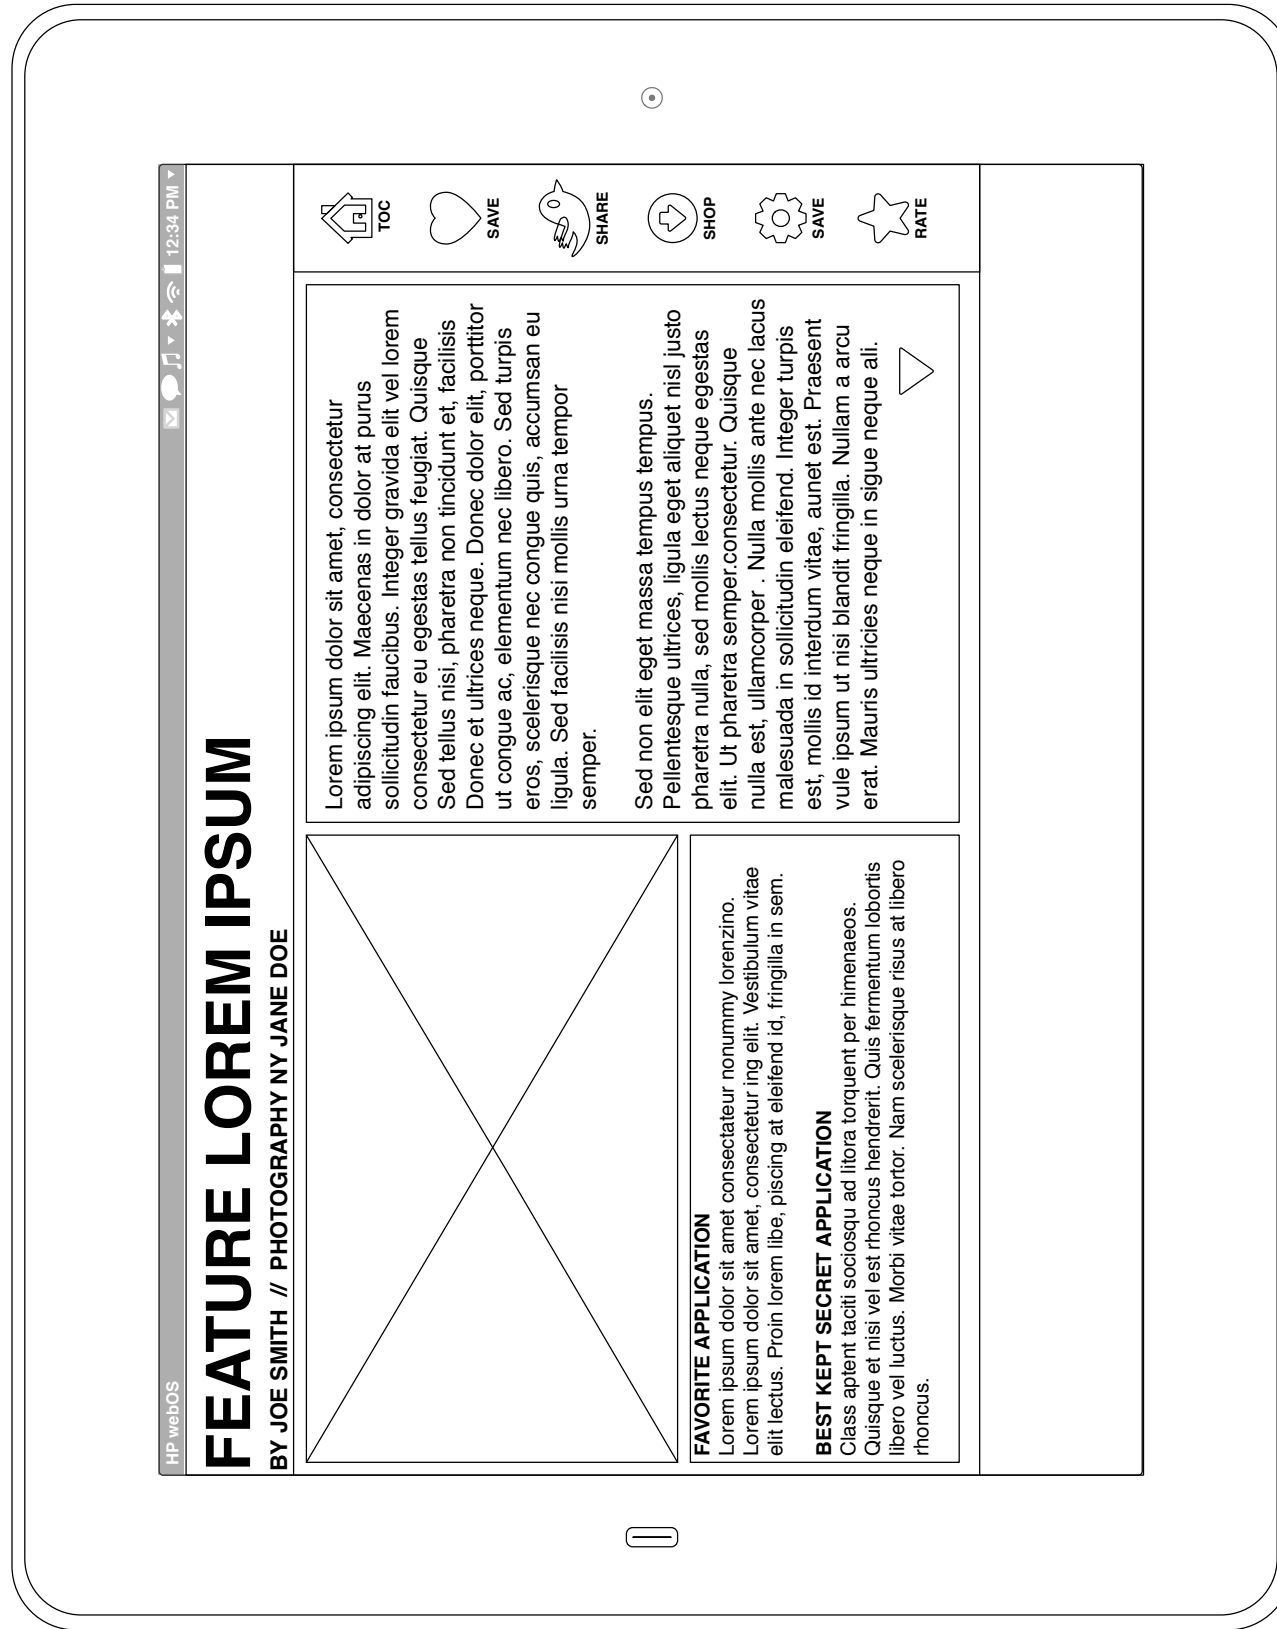 HP webOS
12:34 PM
FEATURE LOREM IPSUM
BY JOE SMITH // PHOTOGRAPHY NY JANE DOE
FAVORITE APPLICATION
Lorem ipsum dolor sit amet consectateur nonummy lorenzino.
Lorem ipsum dolor sit amet, consectetur ing elit. Vestibulum vitae
elit lectus. Proin lorem libe, piscing at eleifend id, fringilla in sem.
BEST KEPT SECRET APPLICATION
Class aptent taciti sociosqu ad litora torquent per himenaeos.
Quisque et nisi vel est rhoncus hendrerit. Quis fermentum lobortis
libero vel luctus. Morbi vitae tortor. Nam scelerisque risus at libero
rhoncus.
Lorem ipsum dolor sit amet, consectetur
adipiscing elit. Maecenas in dolor at purus
sollicitudin faucibus. Integer gravida elit vel lorem
consectetur eu egestas tellus feugiat. Quisque
Sed tellus nisi, pharetra non tincidunt et, facilisis
Donec et ultrices neque. Donec dolor elit, porttitor
ut congue ac, elementum nec libero. Sed turpis
eros, scelerisque nec congue quis, accumsan eu
ligula. Sed facilisis nisi mollis urna tempor
semper.
Sed non elit eget massa tempus tempus.
Pellentesque ultrices, ligula eget aliquet nisl justo
pharetra nulla, sed mollis lectus neque egestas
elit. Ut pharetra semper.consectetur. Quisque
nulla est, ullamcorper . Nulla mollis ante nec lacus
malesuada in sollicitudin eleifend. Integer turpis
est, mollis id interdum vitae, aunet est. Praesent
vule ipsum ut nisi blandit fringilla. Nullam a arcu
erat. Mauris ultricies neque in sigue neque ali.
TOC
SAVE
SHARE
SHOP
SAVE
RATE